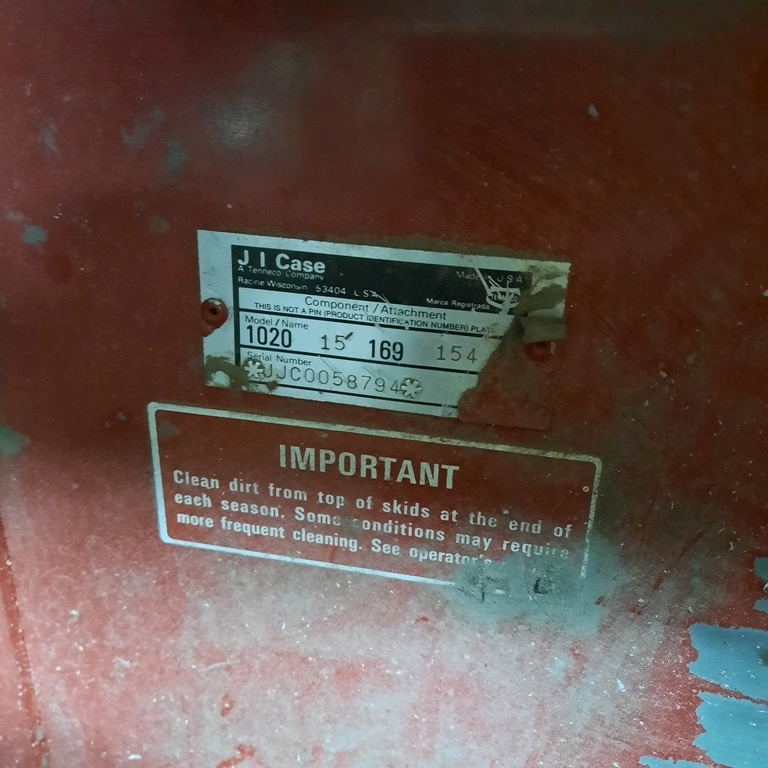 J I Case
A Tenneco Company
Racine Wisconsin 53404 U S A
Made U S A
Marca Registrada
Component / Attachment
THIS IS NOT A PIN (PRODUCT IDENTIFICATION NUMBER) PLATE
Model / Name
1020 15' 169 154
Serial Number
*JJC0058794*
IMPORTANT
Clean dirt from top of skids at the end of
each season. Some conditions may require
more frequent cleaning. See operator's